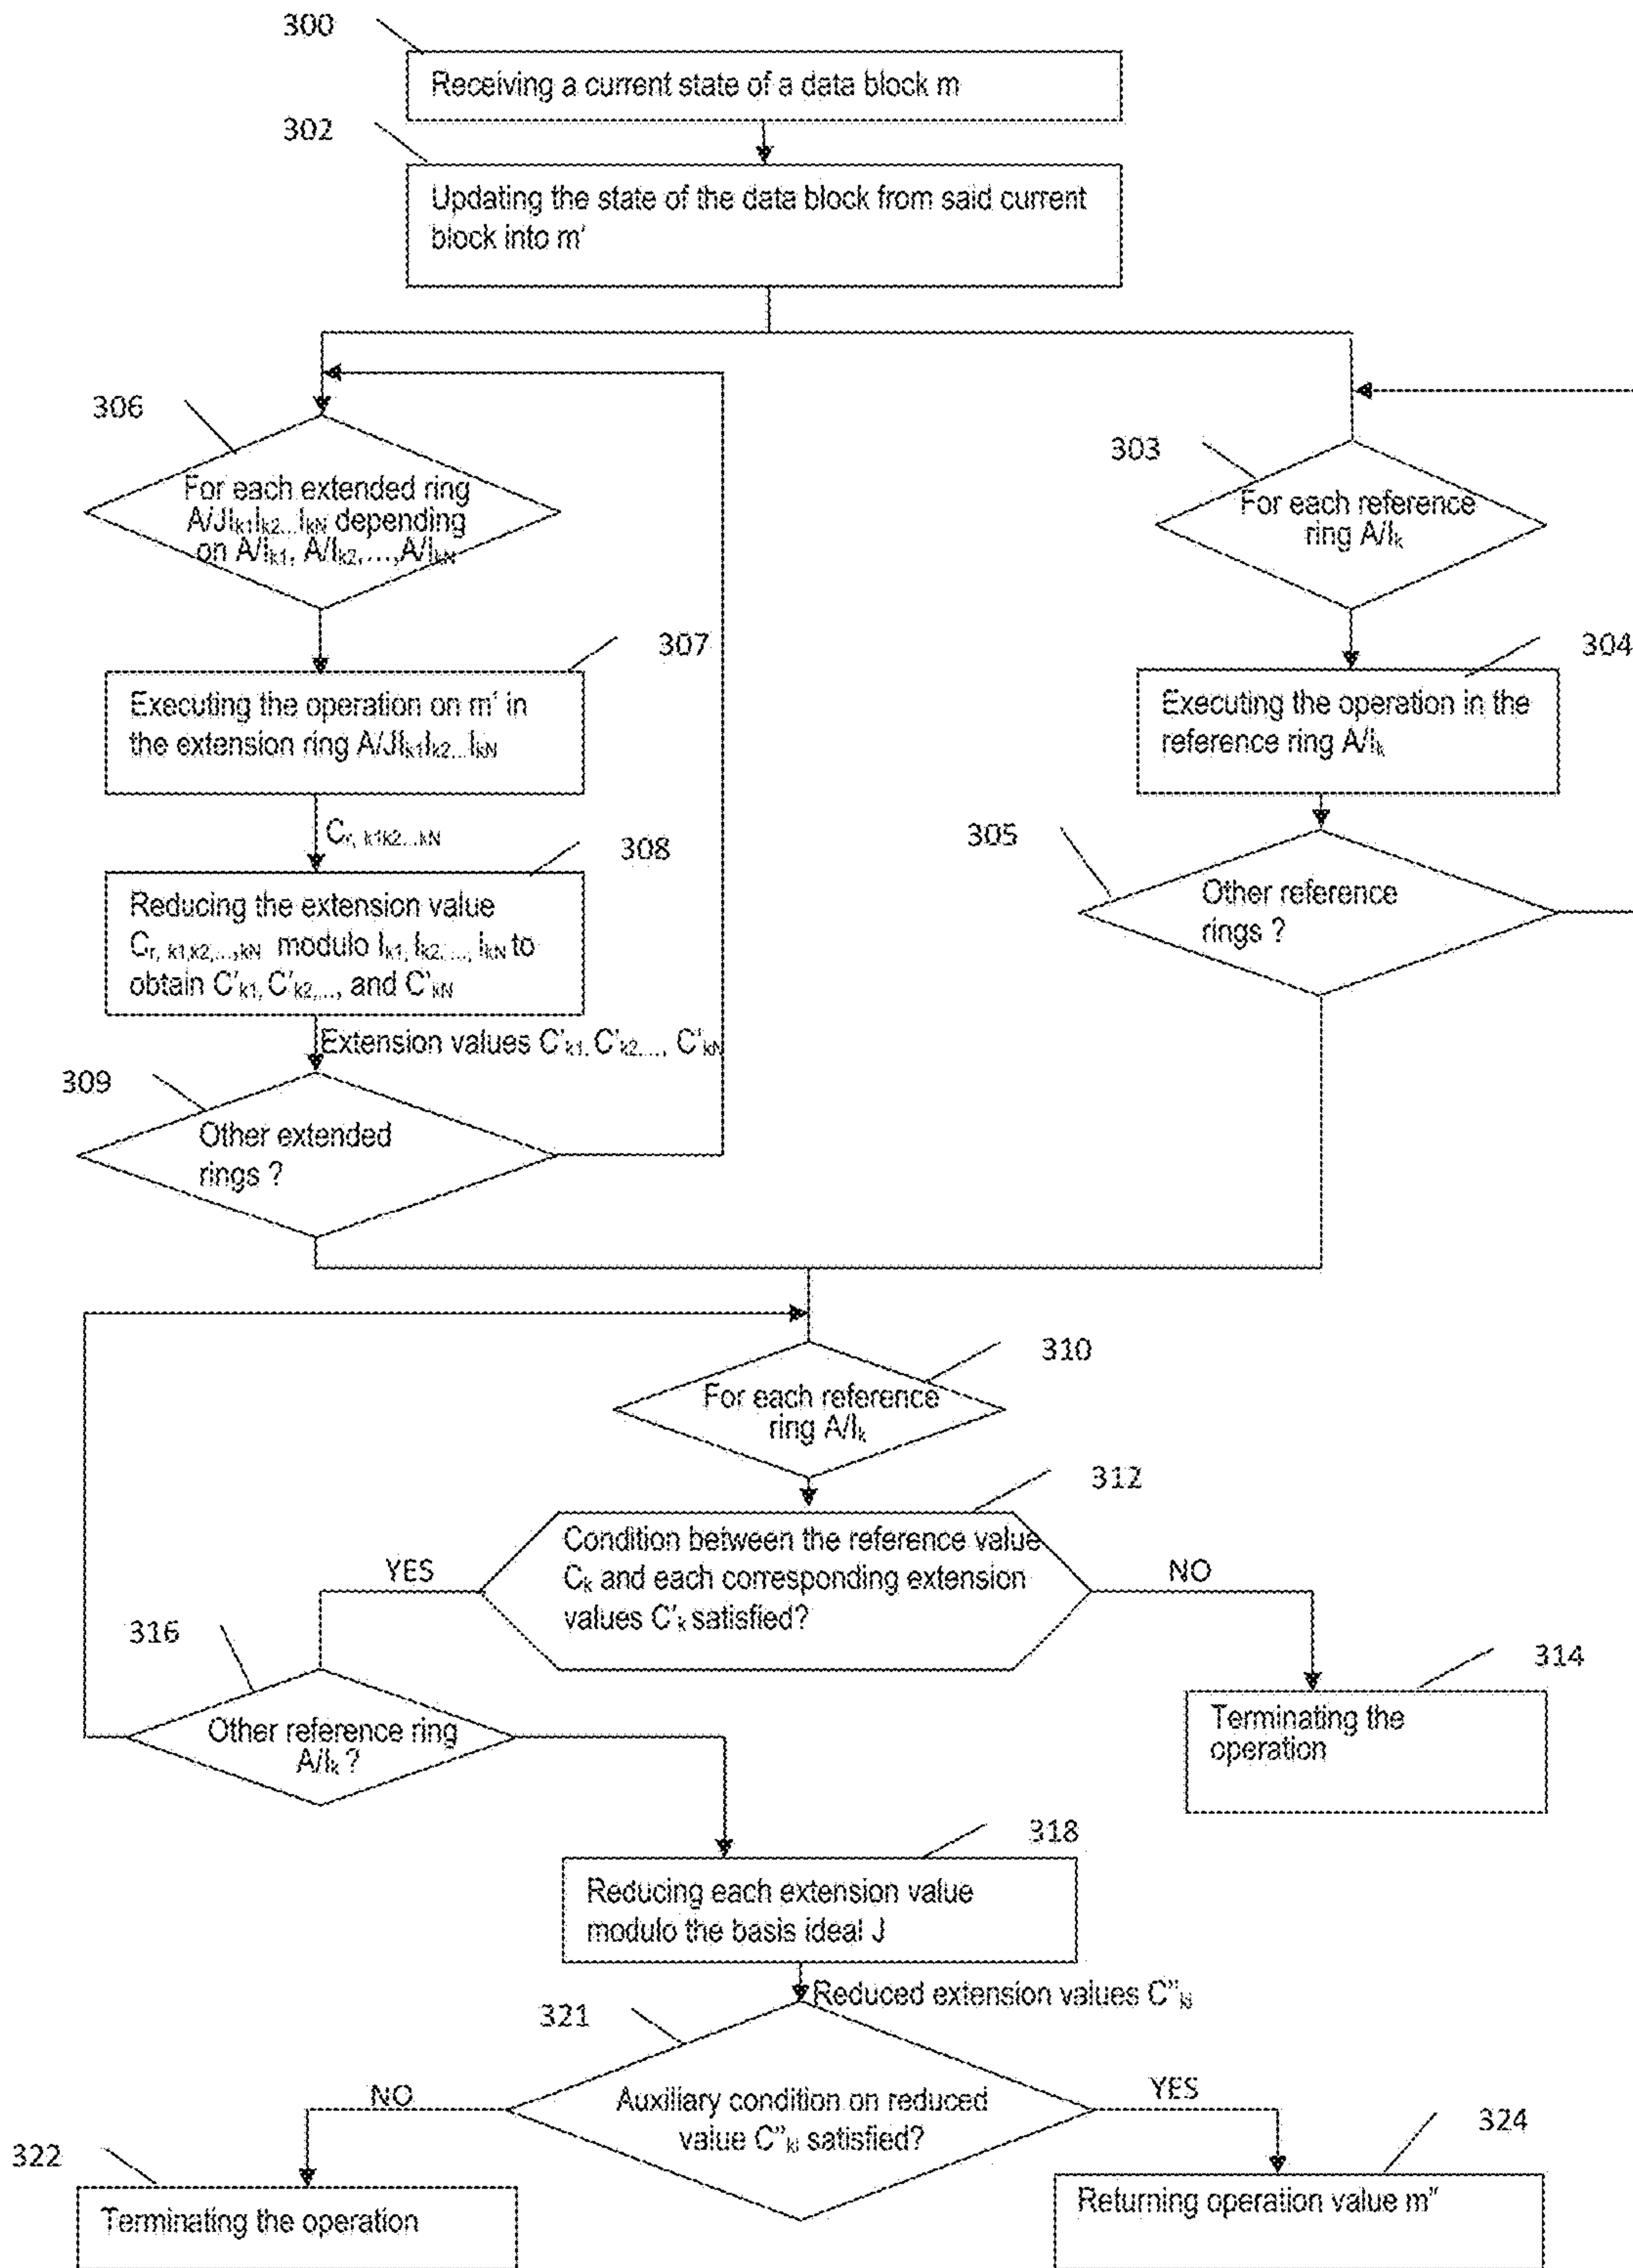 300
Receiving a current state of a data block m
302
Updating the state of the data block from said current
block into m'
306
For each extended ring
A/JIk1Ik2...IkN depending
on A/Ik1, A/Ik2,...,A/IkN
303
For each reference
ring A/Ik
307
Executing the operation on m' in
the extension ring A/JIk1Ik2...IkN
304
Executing the operation in the
reference ring A/Ik
Cr, k1k2...kN
308
Reducing the extension value
Cr, k1,k2,...,kN modulo Ik1, Ik2, ..., IkN to
obtain C'k1, C'k2,..., and C'kN
305
Other reference
rings ?
Extension values C'k1, C'k2,..., C'kN
309
Other extended
rings ?
310
For each reference
ring A/Ik
312
Condition between the reference value
Ck and each corresponding extension
values C'k satisfied?
YES
NO
316
Other reference ring
A/Ik ?
314
Terminating the
operation
318
Reducing each extension value
modulo the basis ideal J
Reduced extension values C"ki
321
Auxiliary condition on reduced
value C"ki satisfied?
NO
YES
322
Terminating the operation
324
Returning operation value m"